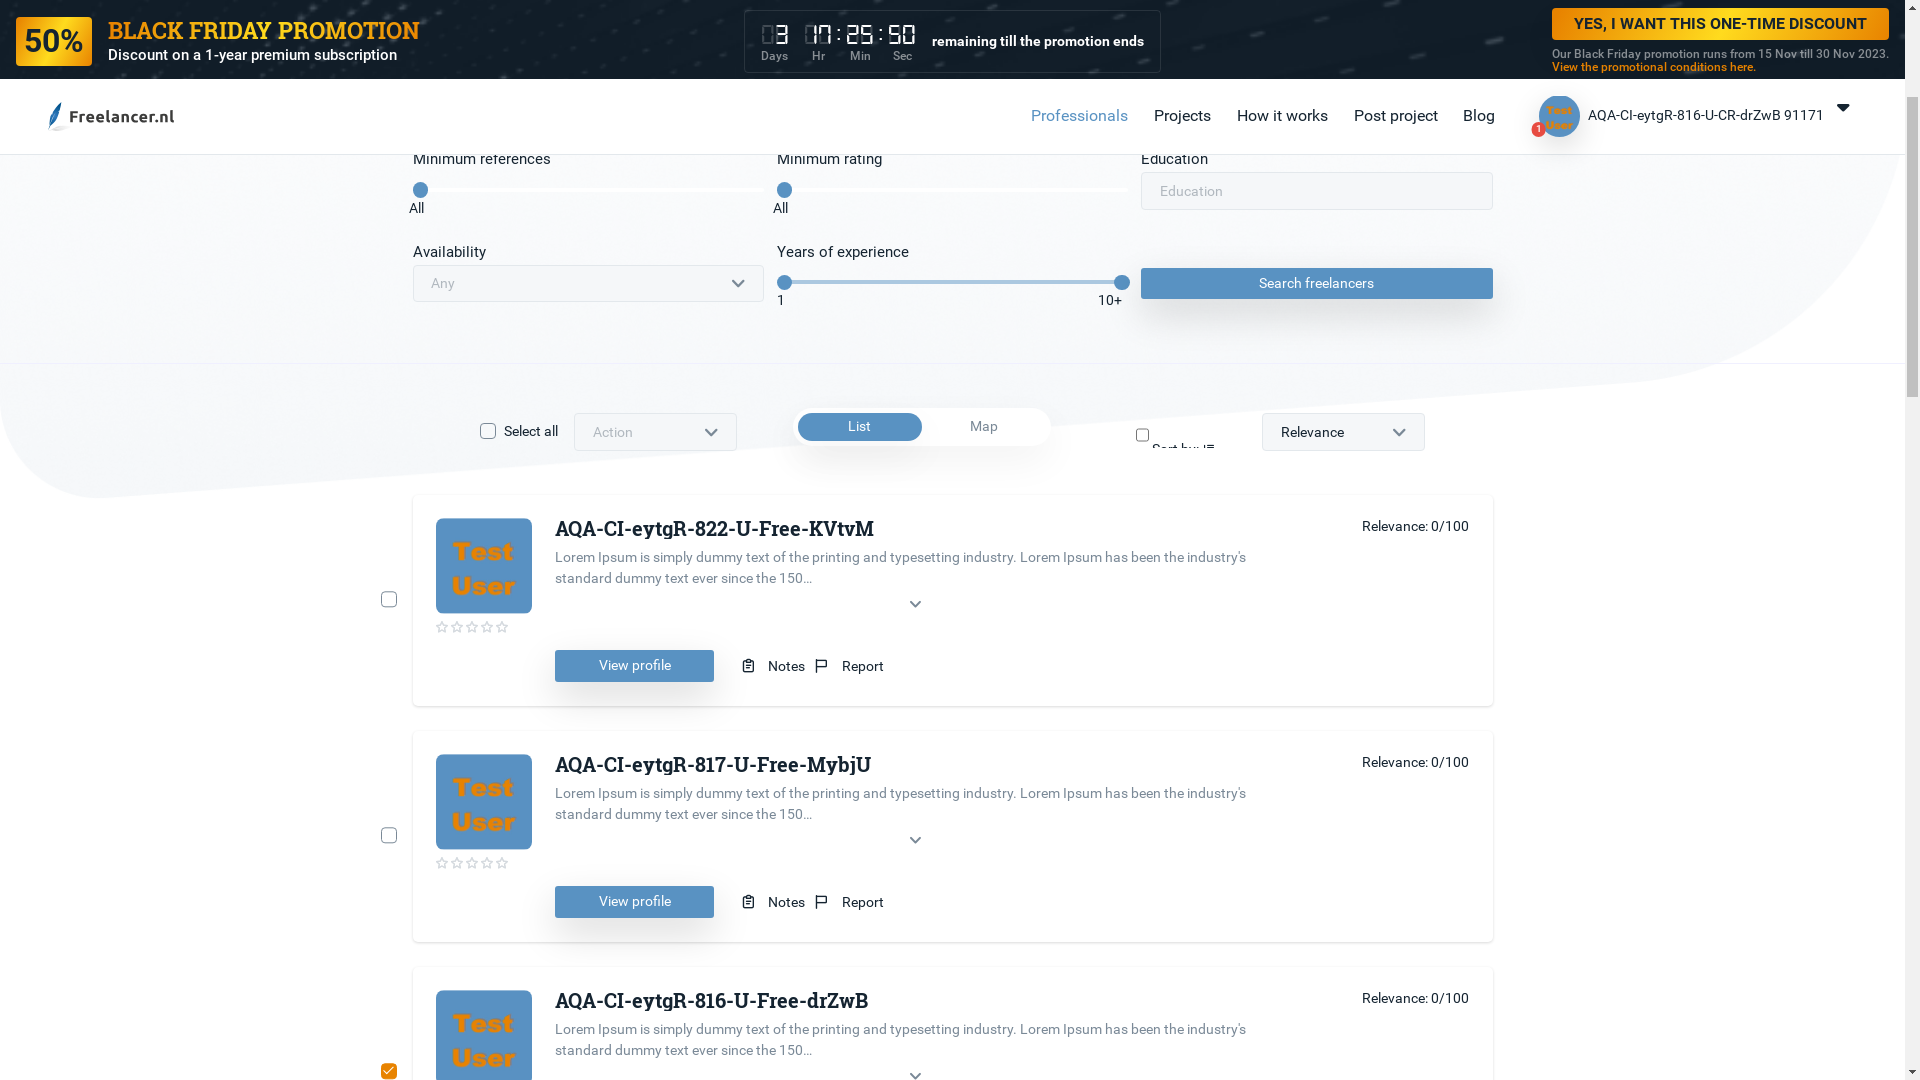 50%
BLACK FRIDAY PROMOTION
Discount on a 1-year premium subscription
3 17 : 25 : 50
Days Hr Min Sec
remaining till the promotion ends
YES, I WANT THIS ONE-TIME DISCOUNT
Our Black Friday promotion runs from 15 Nov till 30 Nov 2023.
View the promotional conditions here.
Freelancer.nl
Professionals Projects How it works Post project Blog
Test User
1
AQA-CI-eytgR-816-U-CR-drZwB 91171
Minimum references Minimum rating Education
Education
All All
Availability Years of experience
Any
Search freelancers
1 10+
Select all Action List Map Sort by: Relevance
AQA-CI-eytgR-822-U-Free-KVtvM
Relevance: 0/100
Test
User
Lorem Ipsum is simply dummy text of the printing and typesetting industry. Lorem Ipsum has been the industry's
standard dummy text ever since the 150...
View profile Notes Report
AQA-CI-eytgR-817-U-Free-MybjU
Relevance: 0/100
Test
User
Lorem Ipsum is simply dummy text of the printing and typesetting industry. Lorem Ipsum has been the industry's
standard dummy text ever since the 150...
View profile Notes Report
AQA-CI-eytgR-816-U-Free-drZwB
Relevance: 0/100
Test
User
Lorem Ipsum is simply dummy text of the printing and typesetting industry. Lorem Ipsum has been the industry's
standard dummy text ever since the 150...